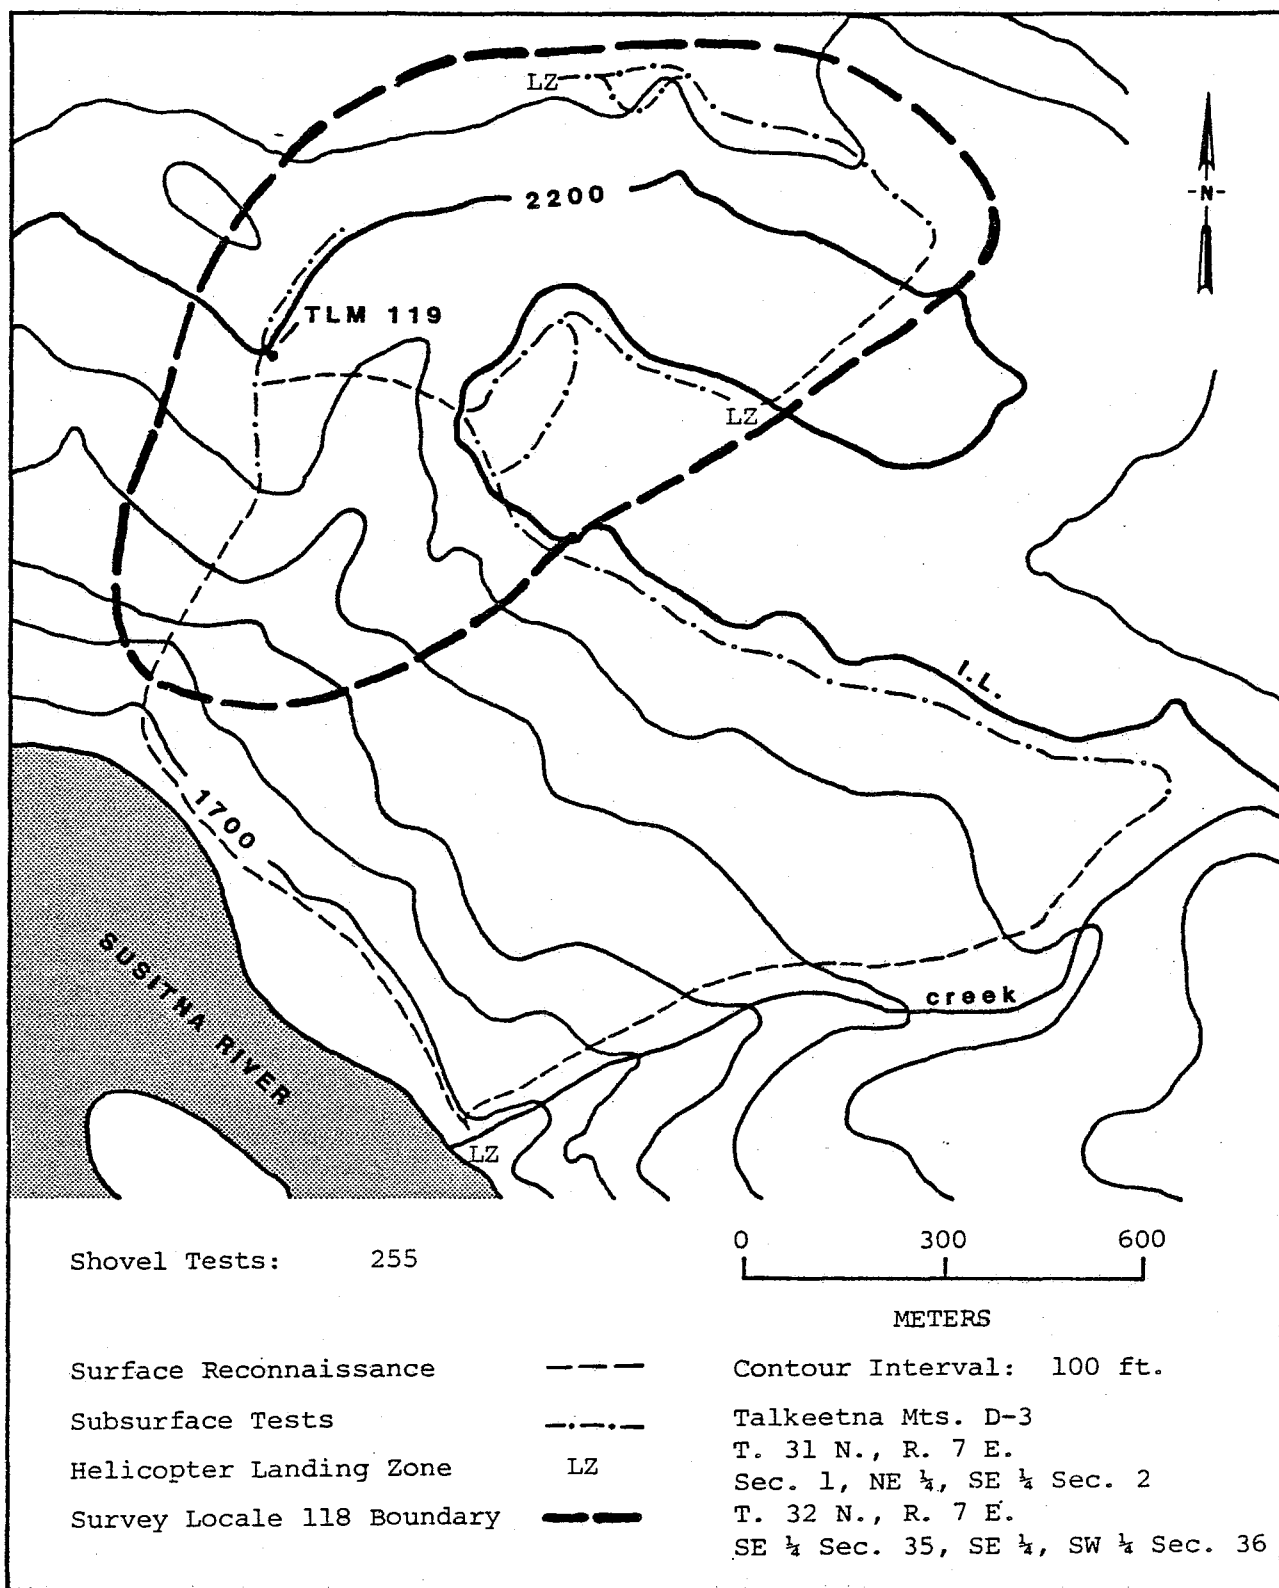 LZ
-N-
2200
TLM 119
LZ
I.L.
1700
creek
SUSITNA RIVER
LZ
Shovel Tests: 255
0 300 600
METERS
Surface Reconnaissance
Subsurface Tests
Helicopter Landing Zone LZ
Survey Locale 118 Boundary
Contour Interval: 100 ft.
Talkeetna Mts. D-3
T. 31 N., R. 7 E.
Sec. 1, NE ¼, SE ¼ Sec. 2
T. 32 N., R. 7 E.
SE ¼ Sec. 35, SE ¼, SW ¼ Sec. 36